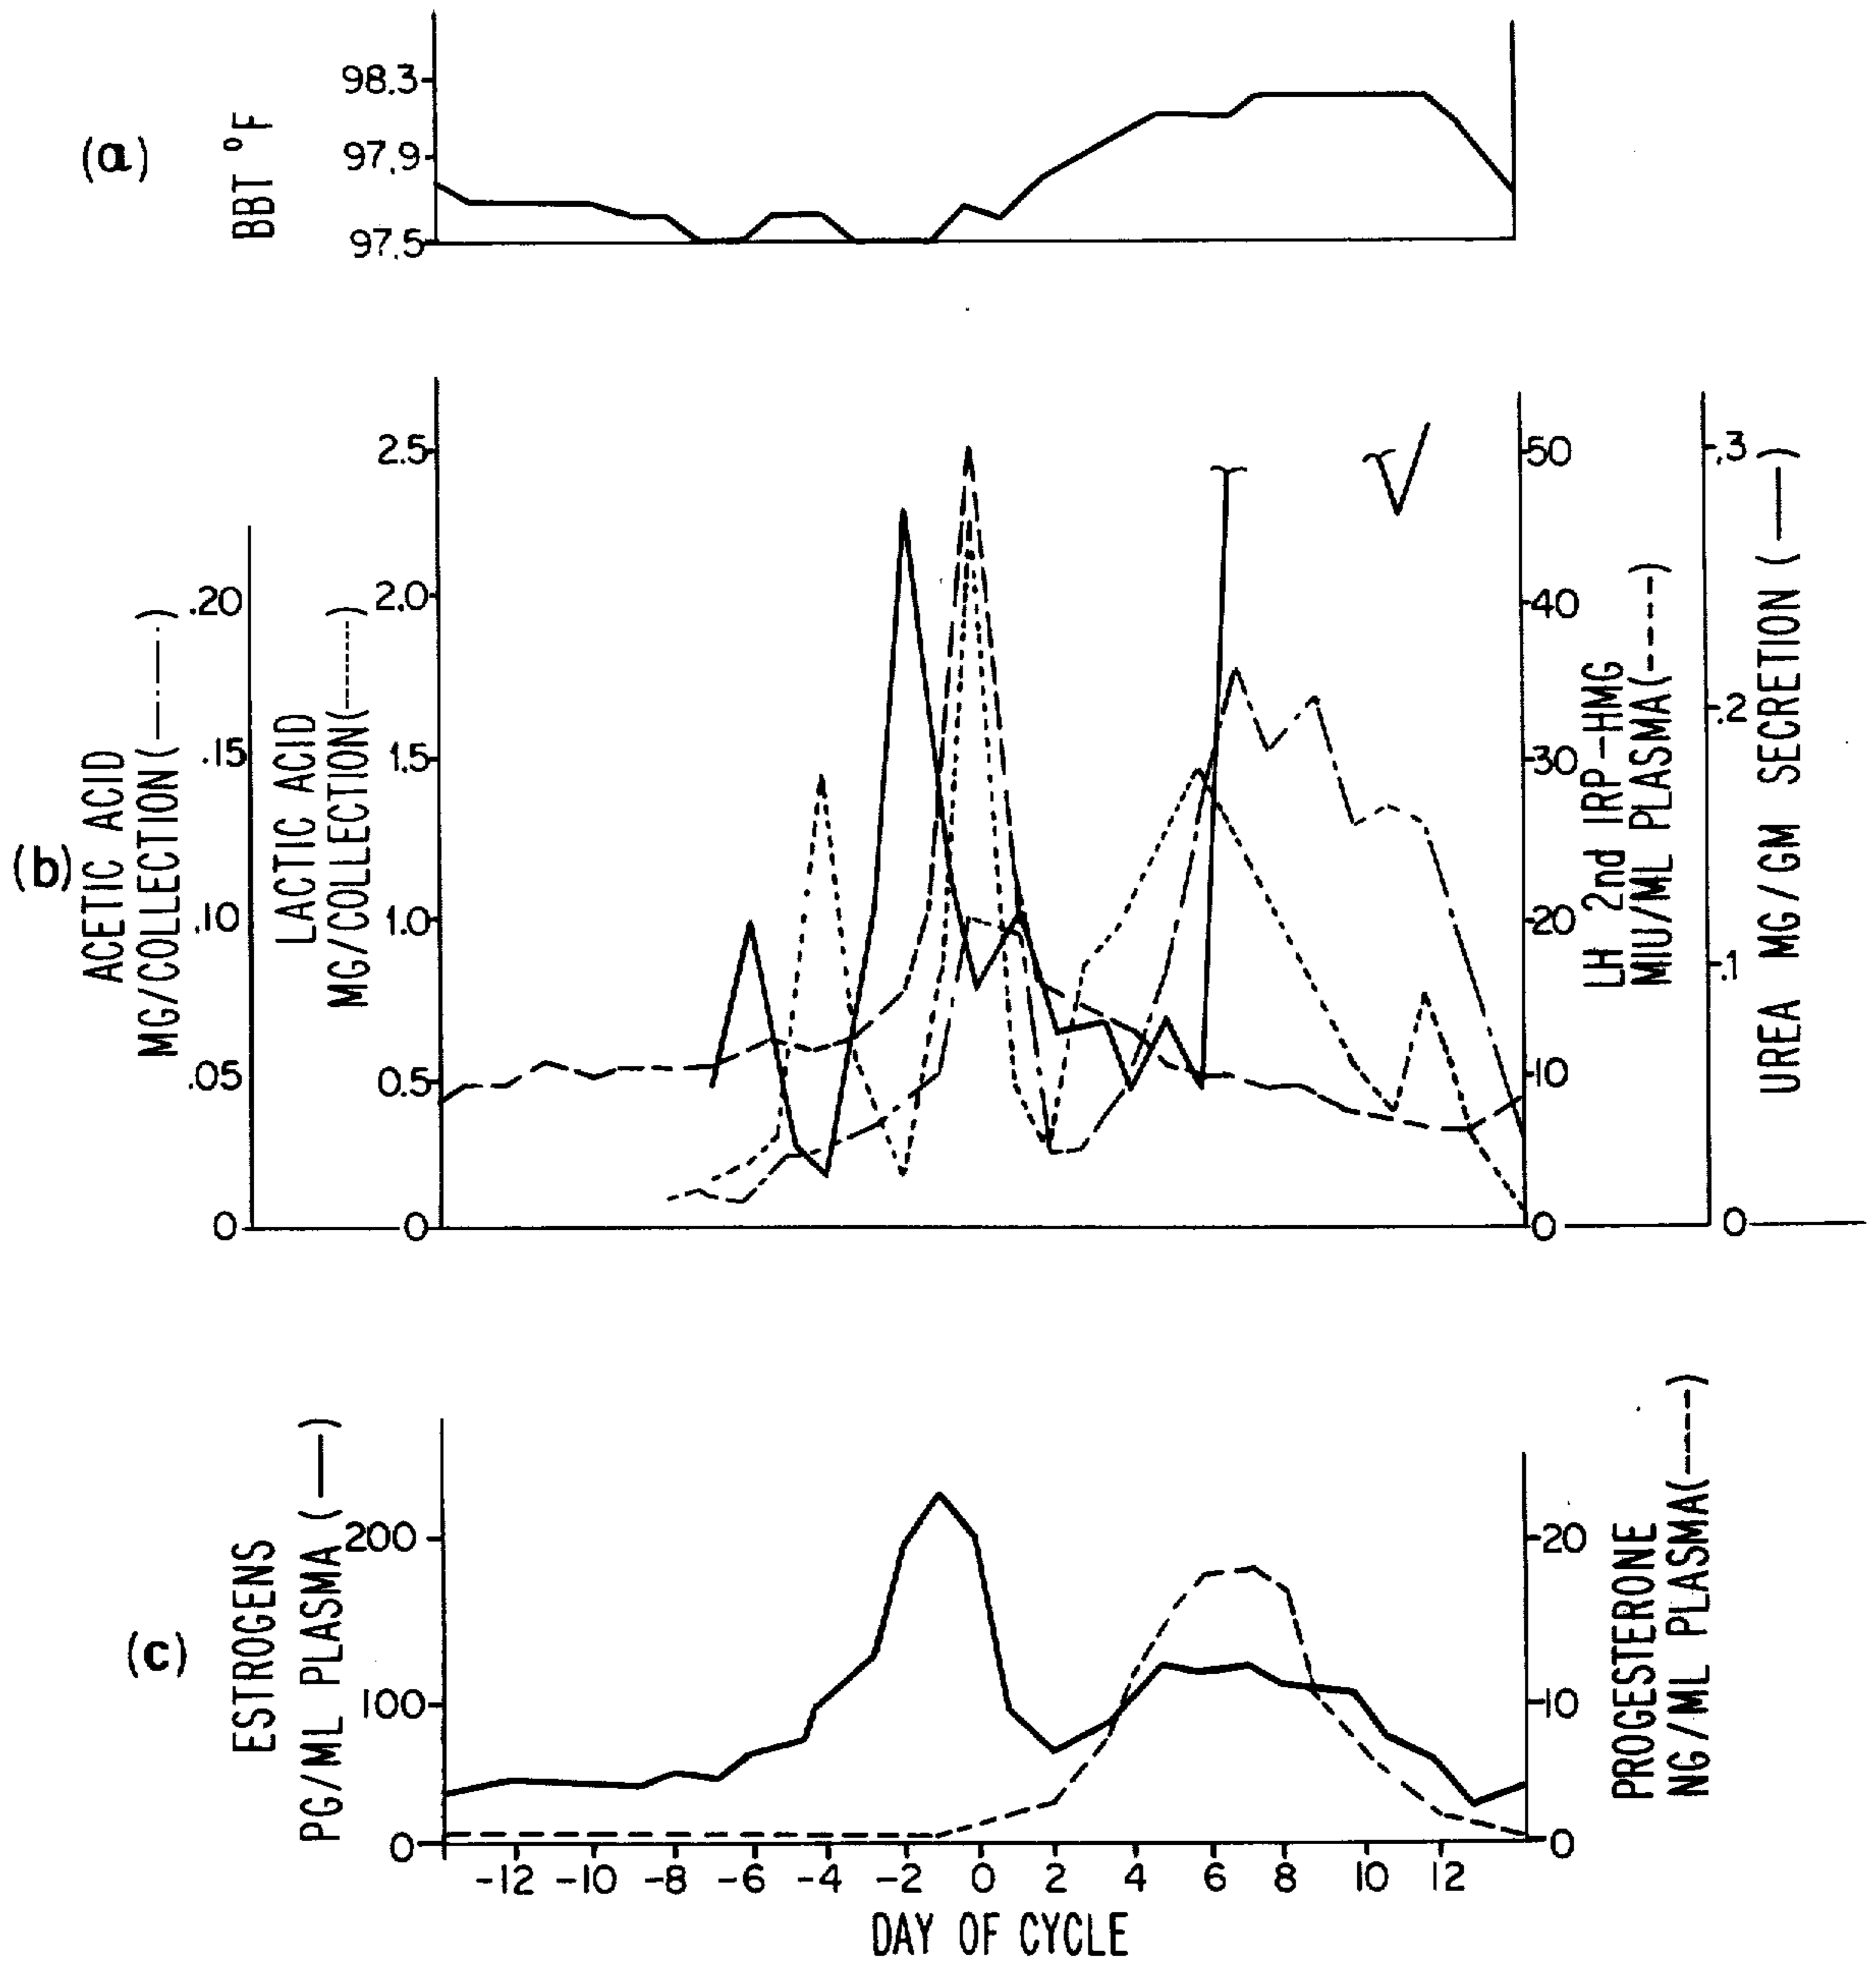 (a)
BBT °F
98.3
97.9
97.5
(b)
ACETIC ACID
MG/COLLECTION(—·—·—)
.20
.15
.10
.05
0
LACTIC ACID
MG/COLLECTION(-------)
2.5
2.0
1.5
1.0
0.5
0
50
40
30
20
10
0
LH 2nd IRP-HMG
MIU/ML PLASMA(----)
.3
.2
.1
0
UREA MG/GM SECRETION (—)
(c)
ESTROGENS
PG/ML PLASMA (—)
200
100
0
20
10
0
PROGESTERONE
NG/ML PLASMA(----)
-12 -10 -8 -6 -4 -2 0 2 4 6 8 10 12
DAY OF CYCLE